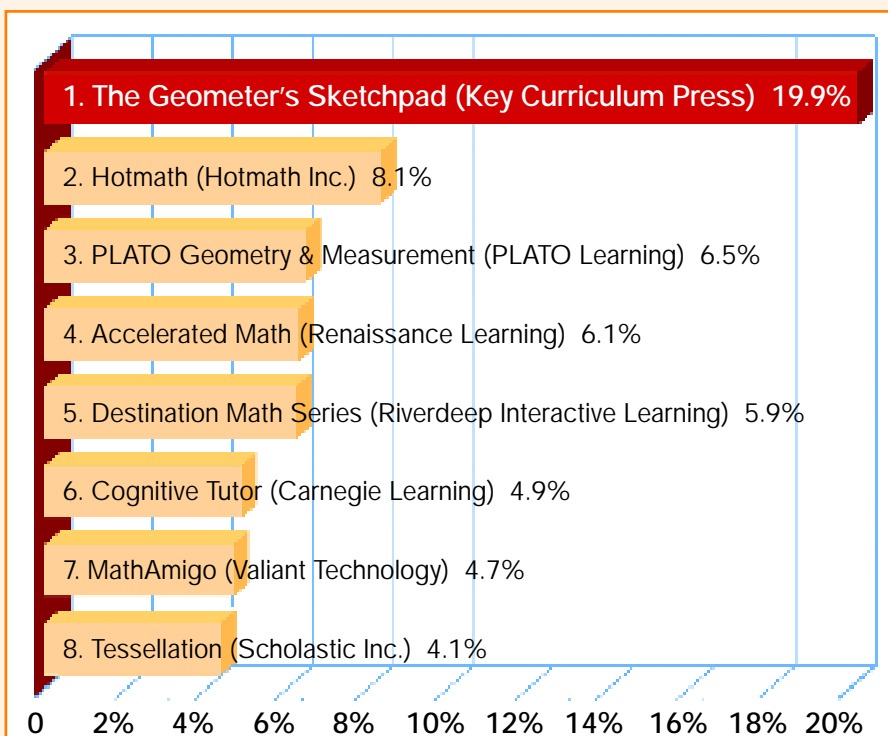 1. The Geometer's Sketchpad (Key Curriculum Press) 19.9%
2. Hotmath (Hotmath Inc.) 8.1%
3. PLATO Geometry & Measurement (PLATO Learning) 6.5%
4. Accelerated Math (Renaissance Learning) 6.1%
5. Destination Math Series (Riverdeep Interactive Learning) 5.9%
6. Cognitive Tutor (Carnegie Learning) 4.9%
7. MathAmigo (Valiant Technology) 4.7%
8. Tessellation (Scholastic Inc.) 4.1%
0 2% 4% 6% 8% 10% 12% 14% 16% 18% 20%